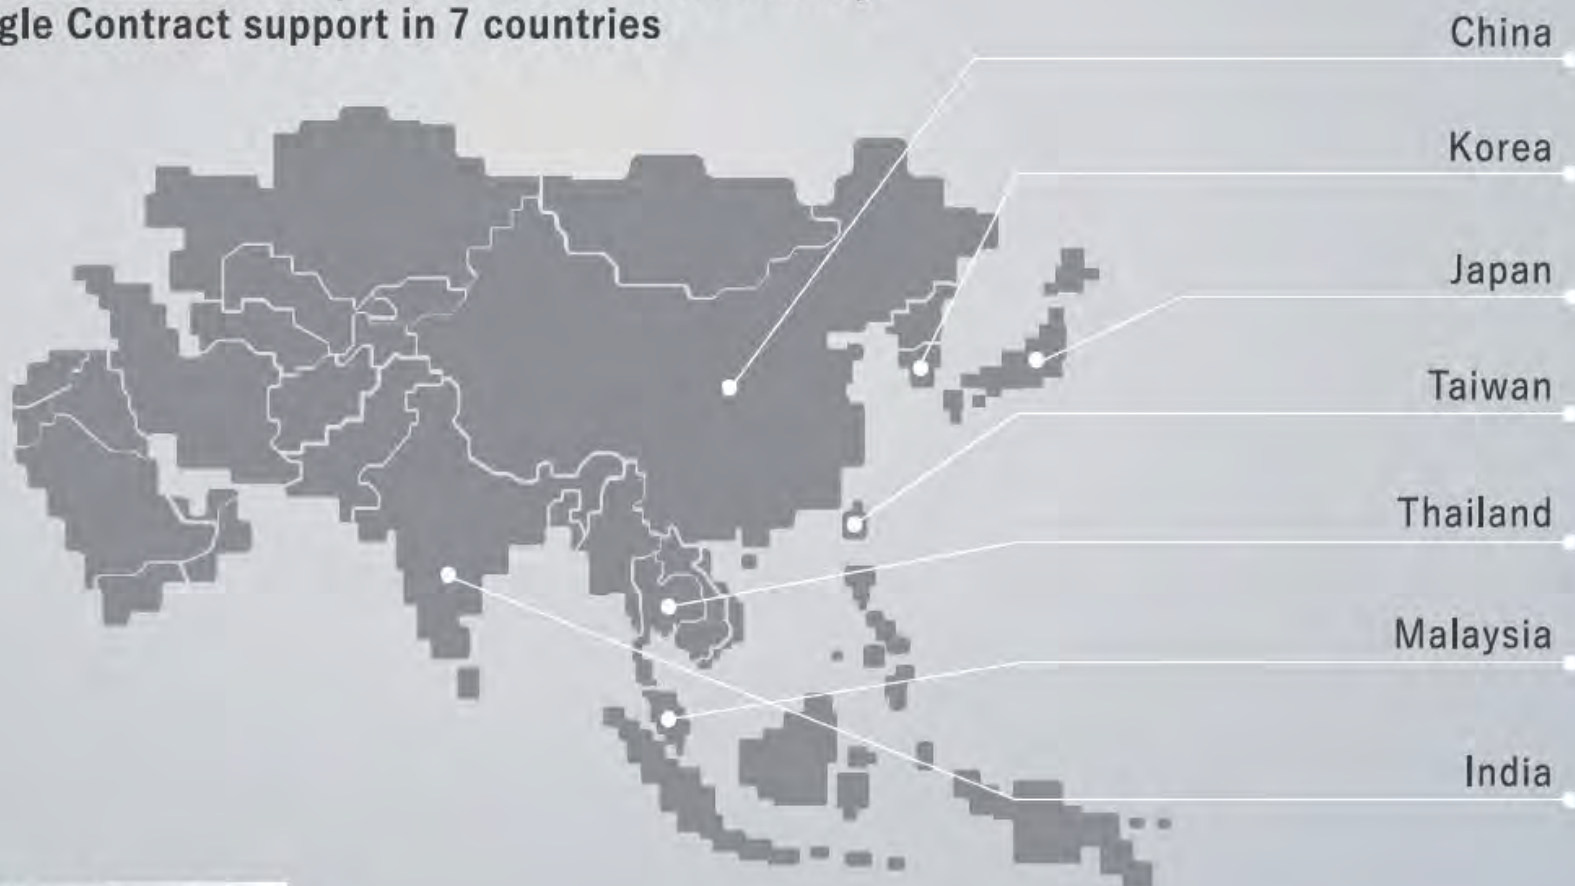 gle Contract support in 7 countries
China
Korea
Japan
Taiwan
Thailand
Malaysia
India